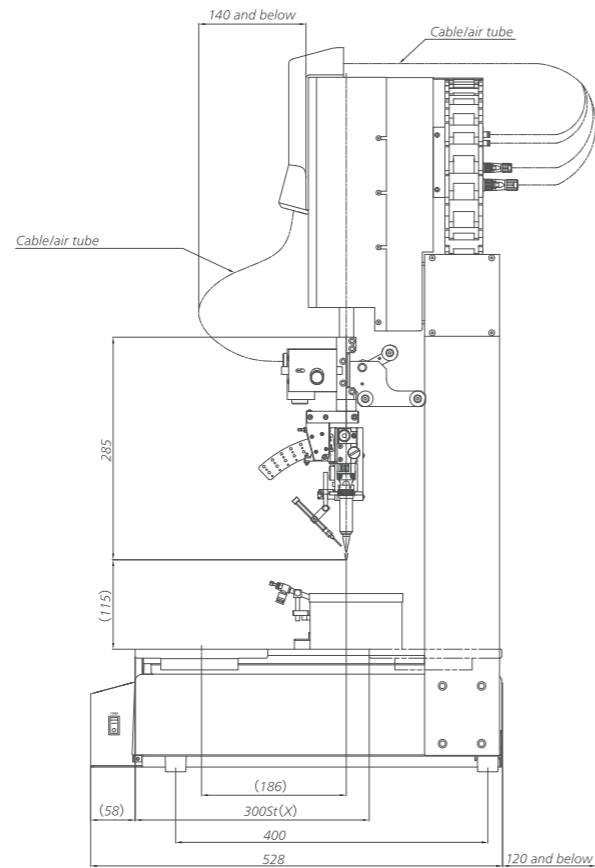 140 and below
Cable/air tube
Cable/air tube
285
(115)
(186)
(58)
300St(X)
400
528
120 and below